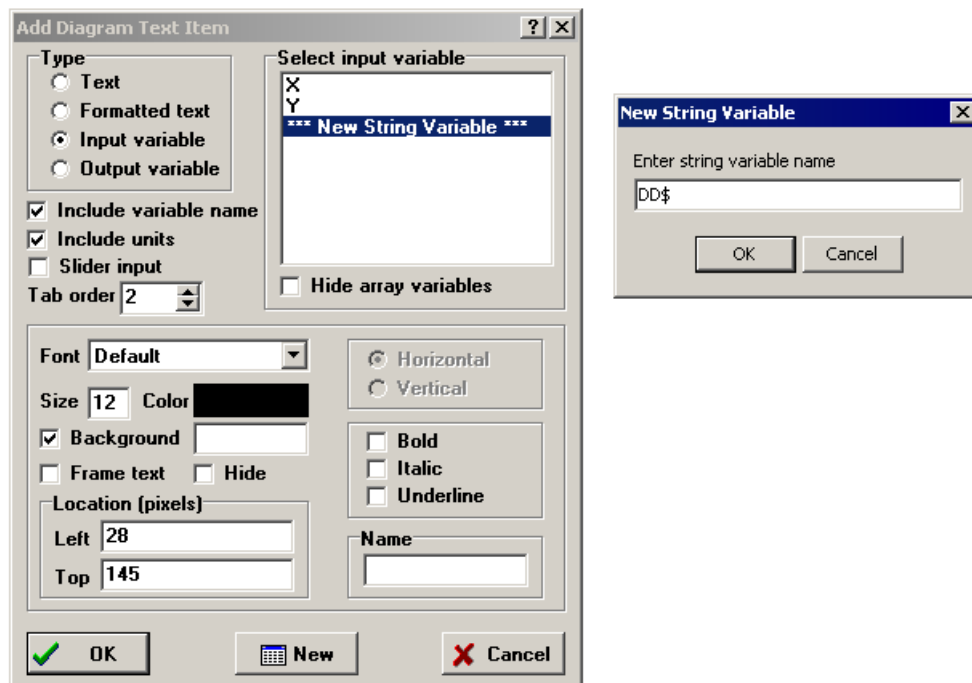 Add Diagram Text Item
Type
Text
Formatted text
Input variable
Output variable
Include variable name
Include units
Slider input
Tab order 2
Select input variable
X
Y
*** New String Variable ***
Hide array variables
Font Default
Size 12 Color
Background
Frame text Hide
Location (pixels)
Left 28
Top 145
Horizontal
Vertical
Bold
Italic
Underline
Name
OK
New
Cancel
New String Variable
Enter string variable name
DD$
OK
Cancel